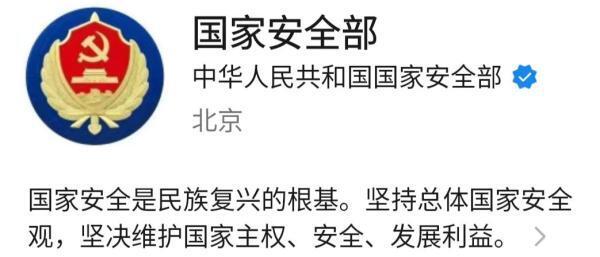 国家安全部
中华人民共和国国家安全部
北京
国家安全是民族复兴的根基。坚持总体国家安全
观，坚决维护国家主权、安全、发展利益。